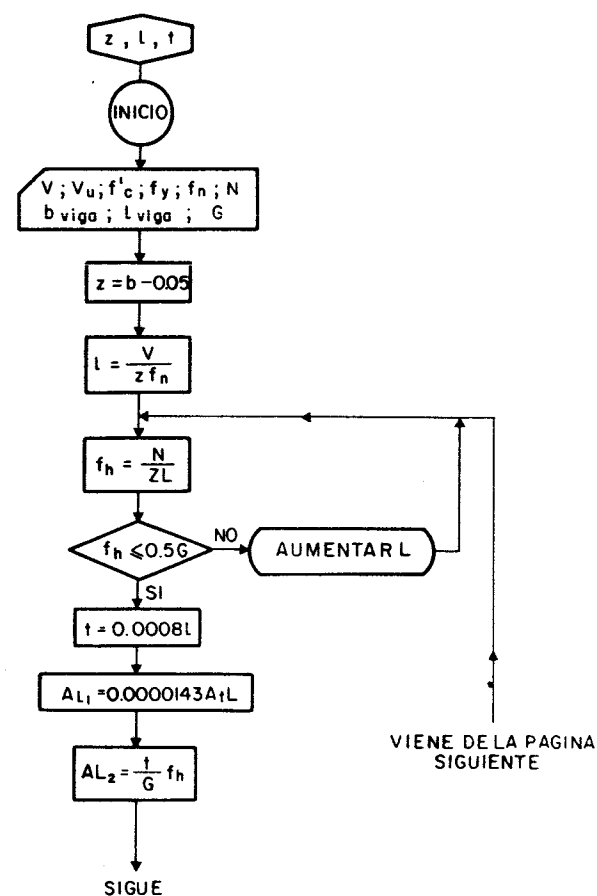 z , l , t
INICIO
V ; Vu ; f'c ; fy ; fn ; N
b viga ; l viga ; G
z = b - 0.05
l = V / z fn
fh = N / ZL
fh ⩽ 0.5G
NO
AUMENTAR L
SI
t = 0.0008l
AL1 = 0.0000143 At L
AL2 = t / G fh
VIENE DE LA PAGINA
SIGUIENTE
SIGUE